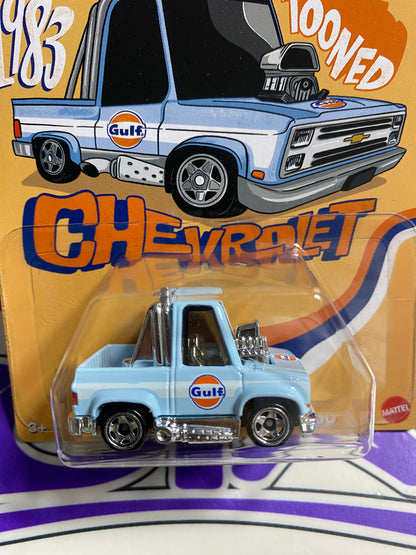 1983
TOONED
Gulf
CHEVROLET
Gulf
3+
MATTEL